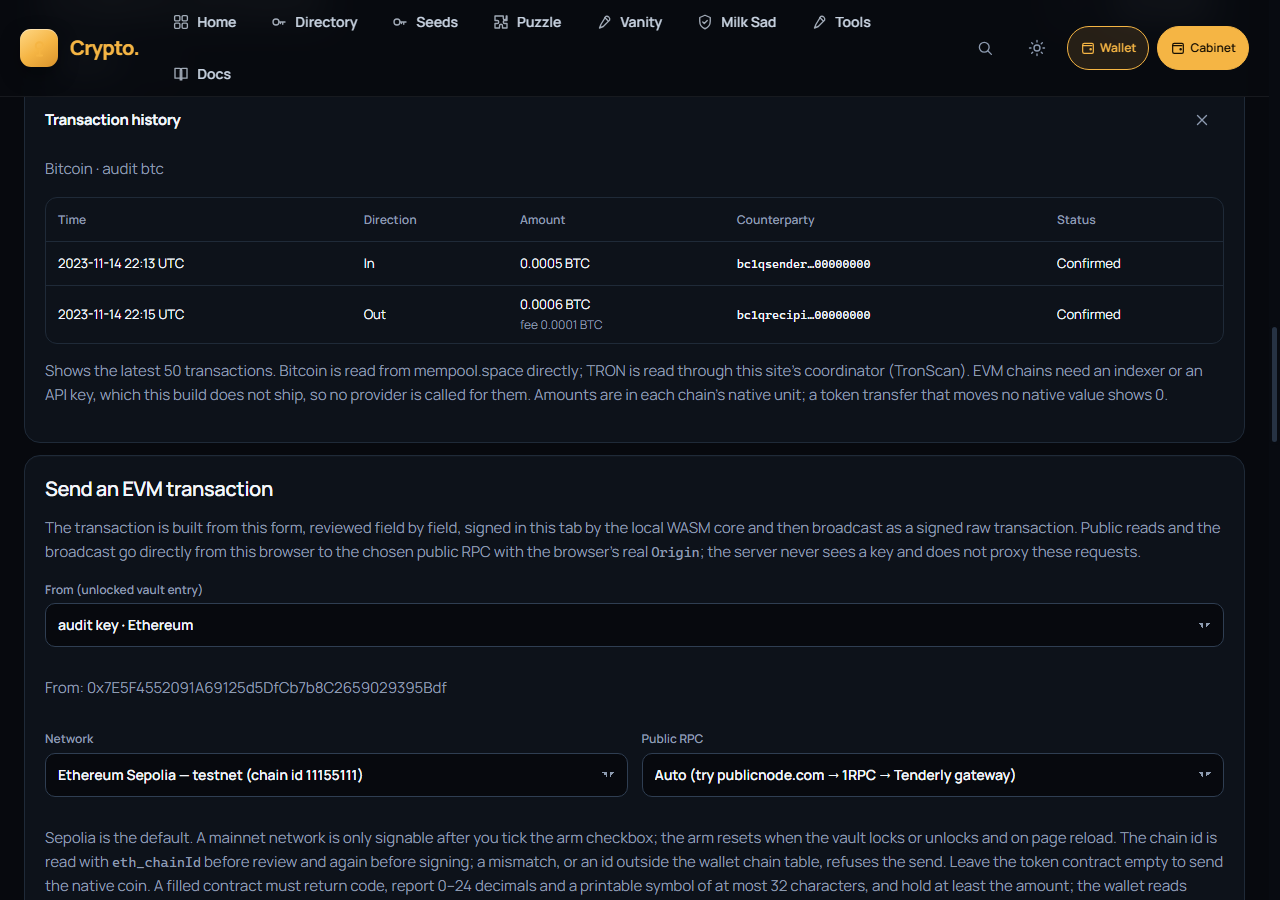 Home
Directory
Seeds
Puzzle
Vanity
Milk Sad
Tools
Docs
Crypto.
Wallet
Cabinet
Transaction history
Bitcoin · audit btc
Time Direction Amount Counterparty Status
2023-11-14 22:13 UTC In 0.0005 BTC bc1qsender…00000000 Confirmed
2023-11-14 22:15 UTC Out 0.0006 BTC bc1qrecipi…00000000 Confirmed
fee 0.0001 BTC
Shows the latest 50 transactions. Bitcoin is read from mempool.space directly; TRON is read through this site's coordinator (TronScan). EVM chains need an indexer or an
API key, which this build does not ship, so no provider is called for them. Amounts are in each chain's native unit; a token transfer that moves no native value shows 0.
Send an EVM transaction
The transaction is built from this form, reviewed field by field, signed in this tab by the local WASM core and then broadcast as a signed raw transaction. Public reads and the
broadcast go directly from this browser to the chosen public RPC with the browser's real Origin; the server never sees a key and does not proxy these requests.
From (unlocked vault entry)
audit key · Ethereum
From: 0x7E5F4552091A69125d5DfCb7b8C2659029395Bdf
Network Public RPC
Ethereum Sepolia — testnet (chain id 11155111) Auto (try publicnode.com → 1RPC → Tenderly gateway)
Sepolia is the default. A mainnet network is only signable after you tick the arm checkbox; the arm resets when the vault locks or unlocks and on page reload. The chain id is
read with eth_chainId before review and again before signing; a mismatch, or an id outside the wallet chain table, refuses the send. Leave the token contract empty to send
the native coin. A filled contract must return code, report 0–24 decimals and a printable symbol of at most 32 characters, and hold at least the amount; the wallet reads